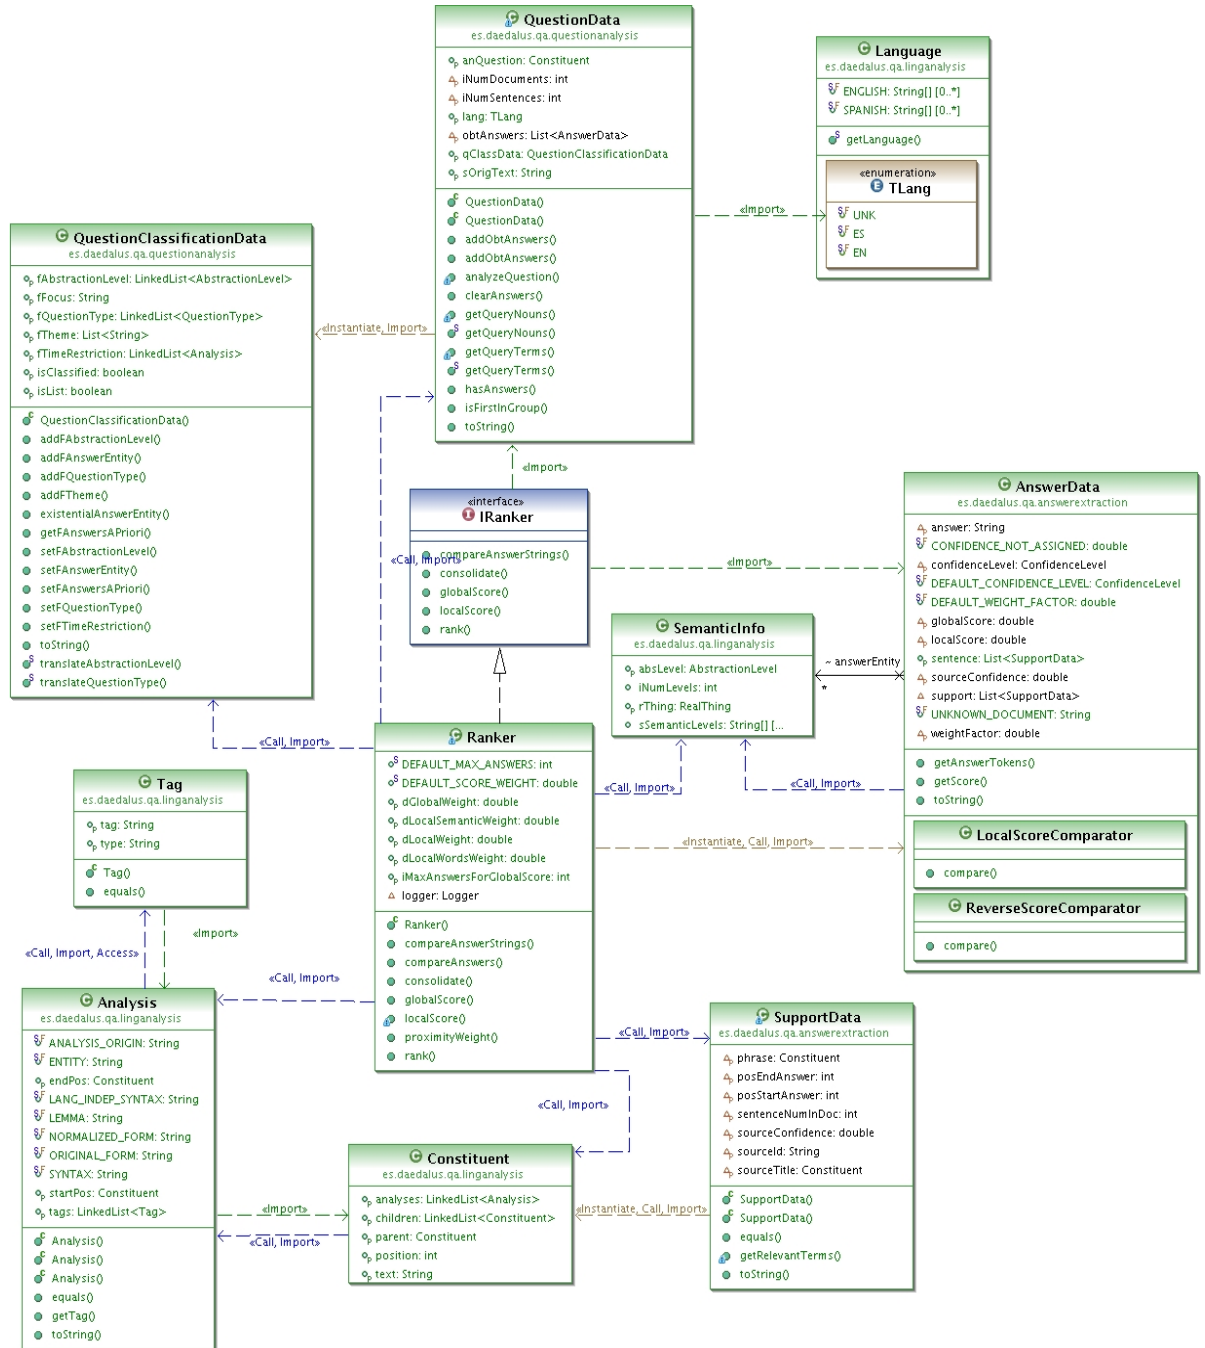 QuestionData
es.daedalus.qa.questionanalysis
anQuestion: Constituent
iNumDocuments: int
iNumSentences: int
lang: TLang
obtAnswers: List<AnswerData>
qClassData: QuestionClassificationData
sOrigText: String
QuestionData()
QuestionData()
addObtAnswers()
addObtAnswers()
analyzeQuestion()
clearAnswers()
getQueryNouns()
getQueryNouns()
getQueryTerms()
getQueryTerms()
hasAnswers()
isFirstInGroup()
toString()
Language
es.daedalus.qa.linganalysis
ENGLISH: String[] [0..*]
SPANISH: String[] [0..*]
getLanguage()
«enumeration»
TLang
UNK
ES
EN
«Import»
QuestionClassificationData
es.daedalus.qa.questionanalysis
fAbstractionLevel: LinkedList<AbstractionLevel>
fFocus: String
fQuestionType: LinkedList<QuestionType>
fTheme: List<String>
fTimeRestriction: LinkedList<Analysis>
isClassified: boolean
isList: boolean
QuestionClassificationData()
addFAbstractionLevel()
addFAnswerEntity()
addFQuestionType()
addFTheme()
existentialAnswerEntity()
getFAnswersAPriori()
setFAbstractionLevel()
setFAnswerEntity()
setFAnswersAPriori()
setFQuestionType()
setFTimeRestriction()
toString()
translateAbstractionLevel()
translateQuestionType()
«Instantiate, Import»
«Import»
«interface»
IRanker
compareAnswerStrings()
consolidate()
globalScore()
localScore()
rank()
«Call, Import»
«Import»
AnswerData
es.daedalus.qa.answerextraction
answer: String
CONFIDENCE_NOT_ASSIGNED: double
confidenceLevel: ConfidenceLevel
DEFAULT_CONFIDENCE_LEVEL: ConfidenceLevel
DEFAULT_WEIGHT_FACTOR: double
globalScore: double
localScore: double
sentence: List<SupportData>
sourceConfidence: double
support: List<SupportData>
UNKNOWN_DOCUMENT: String
weightFactor: double
getAnswerTokens()
getScore()
toString()
LocalScoreComparator
compare()
ReverseScoreComparator
compare()
SemanticInfo
es.daedalus.qa.linganalysis
absLevel: AbstractionLevel
iNumLevels: int
rThing: RealThing
sSemanticLevels: String[] [...
~ answerEntity
*
«Call, Import»
«Call, Import»
«Call, Import»
«Instantiate, Call, Import»
Ranker
DEFAULT_MAX_ANSWERS: int
DEFAULT_SCORE_WEIGHT: double
dGlobalWeight: double
dLocalSemanticWeight: double
dLocalWeight: double
dLocalWordsWeight: double
iMaxAnswersForGlobalScore: int
logger: Logger
Ranker()
compareAnswerStrings()
compareAnswers()
consolidate()
globalScore()
localScore()
proximityWeight()
rank()
Tag
es.daedalus.qa.linganalysis
tag: String
type: String
Tag()
equals()
«Import»
«Call, Import, Access»
«Call, Import»
Analysis
es.daedalus.qa.linganalysis
ANALYSIS_ORIGIN: String
ENTITY: String
endPos: Constituent
LANG_INDEP_SYNTAX: String
LEMMA: String
NORMALIZED_FORM: String
ORIGINAL_FORM: String
SYNTAX: String
startPos: Constituent
tags: LinkedList<Tag>
Analysis()
Analysis()
Analysis()
equals()
getTag()
toString()
«Call, Import»
«Call, Import»
SupportData
es.daedalus.qa.answerextraction
phrase: Constituent
posEndAnswer: int
posStartAnswer: int
sentenceNumInDoc: int
sourceConfidence: double
sourceId: String
sourceTitle: Constituent
SupportData()
SupportData()
equals()
getRelevantTerms()
toString()
Constituent
es.daedalus.qa.linganalysis
analyses: LinkedList<Analysis>
children: LinkedList<Constituent>
parent: Constituent
position: int
text: String
«Import»
«Call, Import»
«Instantiate, Call, Import»